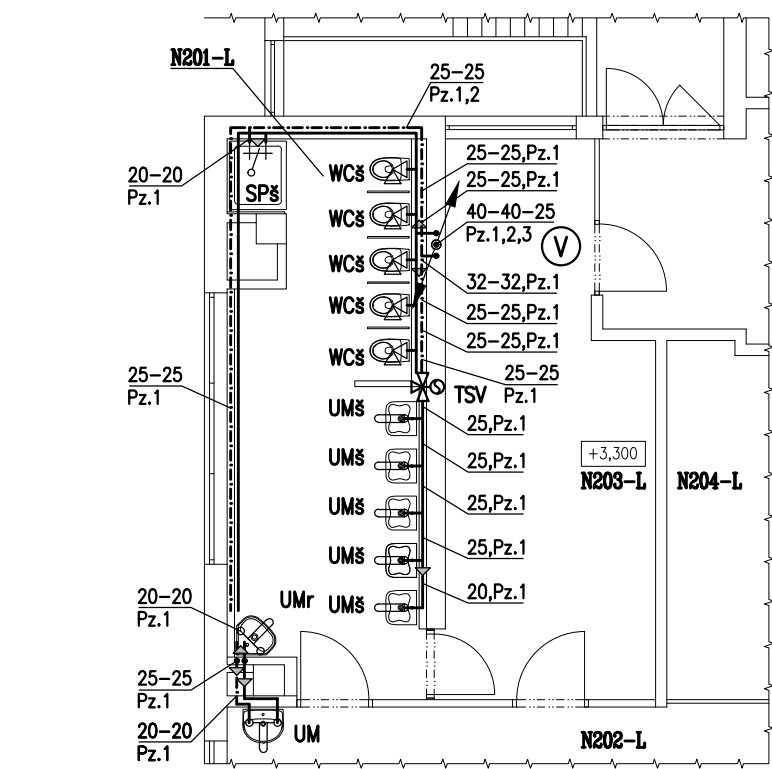 N201-L
25-25
Pz.1,2
25-25,Pz.1
WCš
20-20
Pz.1
SPš
25-25,Pz.1
WCš
40-40-25
Pz.1,2,3
V
WCš
32-32,Pz.1
WCš
25-25,Pz.1
25-25,Pz.1
WCš
25-25
Pz.1
25-25
Pz.1
TSV
UMš
25,Pz.1
UMš
25,Pz.1
+3,300
N203-L
N204-L
UMš
25,Pz.1
UMš
25,Pz.1
20-20
Pz.1
UMr
UMš
20,Pz.1
25-25
Pz.1
20-20
Pz.1
UM
N202-L